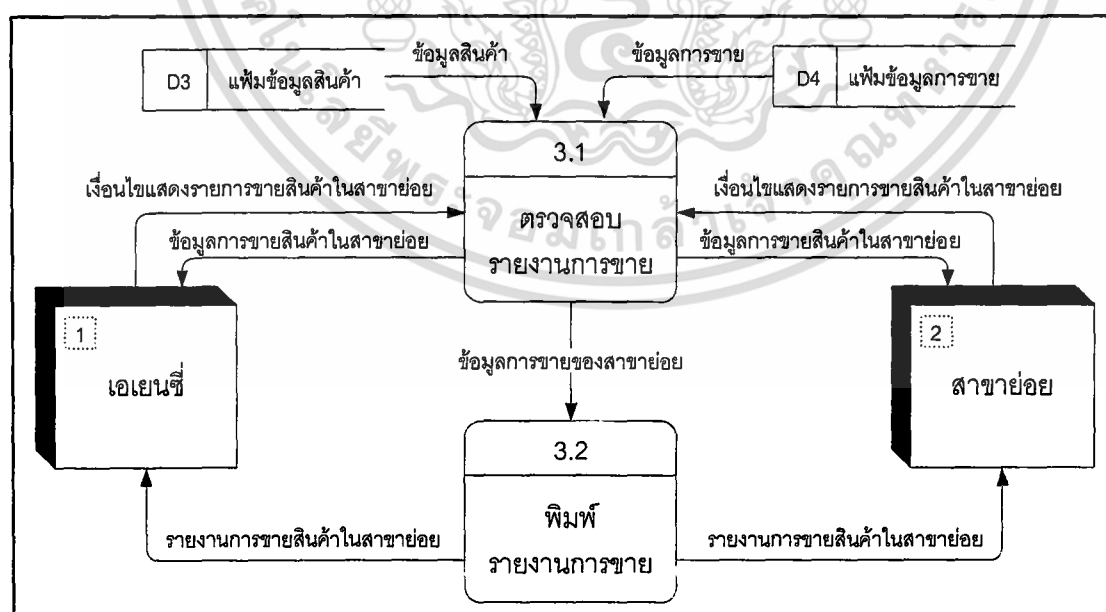 ข้อมูลสินค้า
ข้อมูลการขาย
D3 แฟ้มข้อมูลสินค้า
D4 แฟ้มข้อมูลการขาย
3.1
เงื่อนไขแสดงรายการขายสินค้าในสาขาย่อย
เงื่อนไขแสดงรายการขายสินค้าในสาขาย่อย
ตรวจสอบ
รายงานการขาย
ข้อมูลการขายสินค้าในสาขาย่อย
ข้อมูลการขายสินค้าในสาขาย่อย
1
เอเยนซี่
2
สาขาย่อย
ข้อมูลการขายของสาขาย่อย
3.2
พิมพ์
รายงานการขาย
รายงานการขายสินค้าในสาขาย่อย
รายงานการขายสินค้าในสาขาย่อย